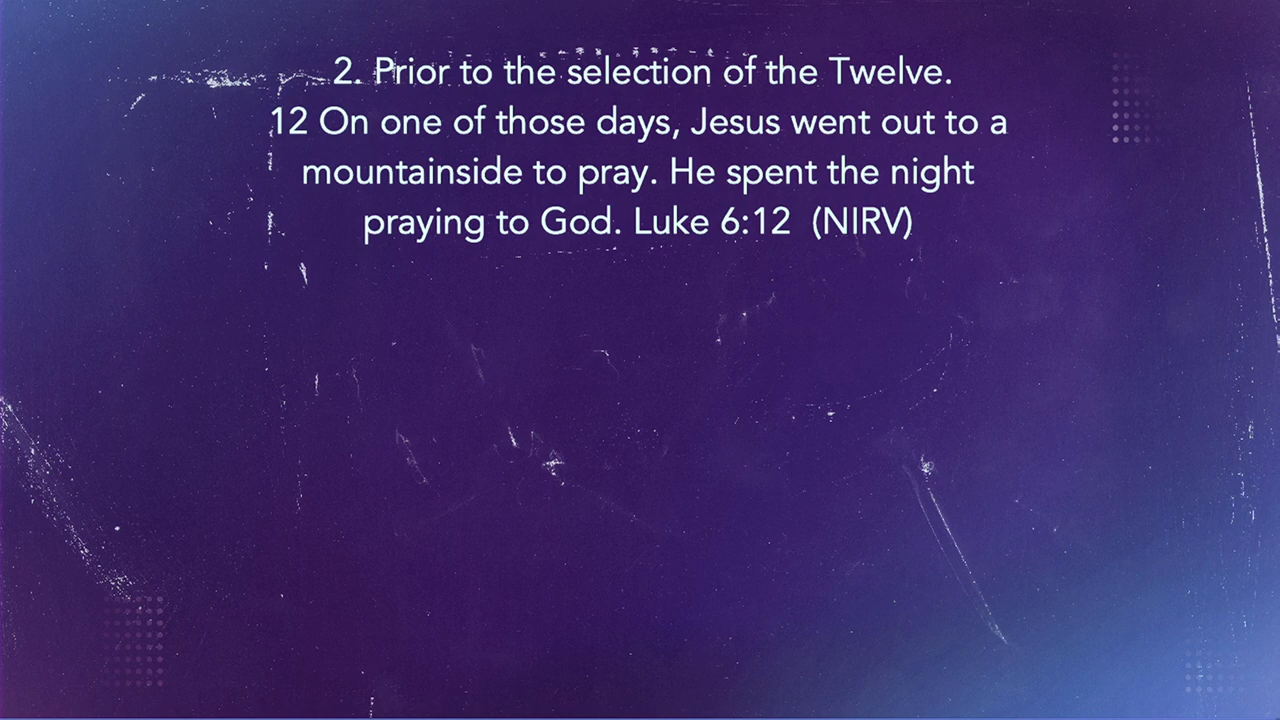 2. Prior to the selection of the Twelve.
12 On one of those days, Jesus went out to a
mountainside to pray. He spent the night
praying to God. Luke 6:12 (NIRV)